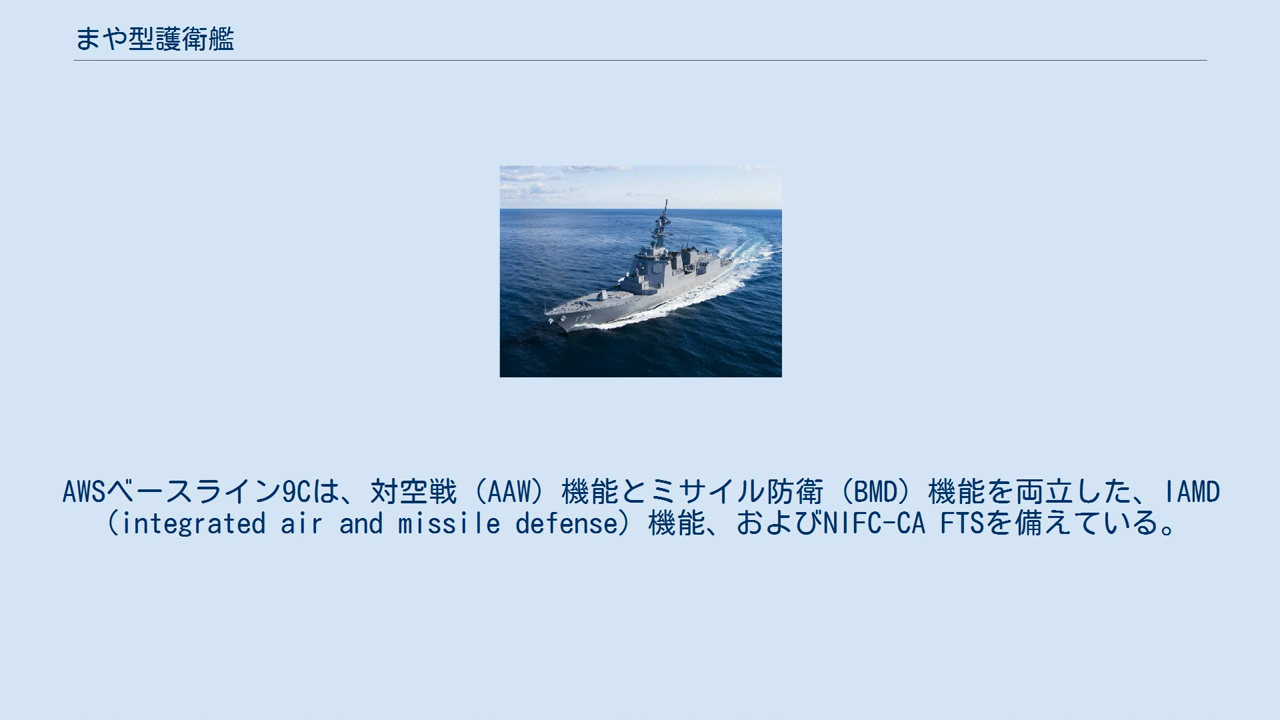 まや型護衛艦
179
AWSベースライン9Cは、対空戦（AAW）機能とミサイル防衛（BMD）機能を両立した、IAMD
（integrated air and missile defense）機能、およびNIFC-CA FTSを備えている。